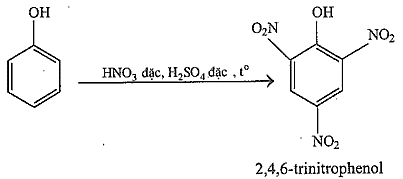 OH
HNO₃ đặc, H₂SO₄ đặc , t°
OH
O₂N
NO₂
NO₂
2,4,6-trinitrophenol